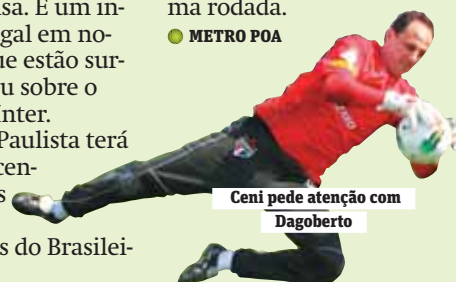 sa. É um in-
gal em no-
ue estão sur-
u sobre o
Inter.
Paulista terá
cen-
s
s do Brasilei-
ma rodada.
METRO POA
Ceni pede atenção com
Dagoberto